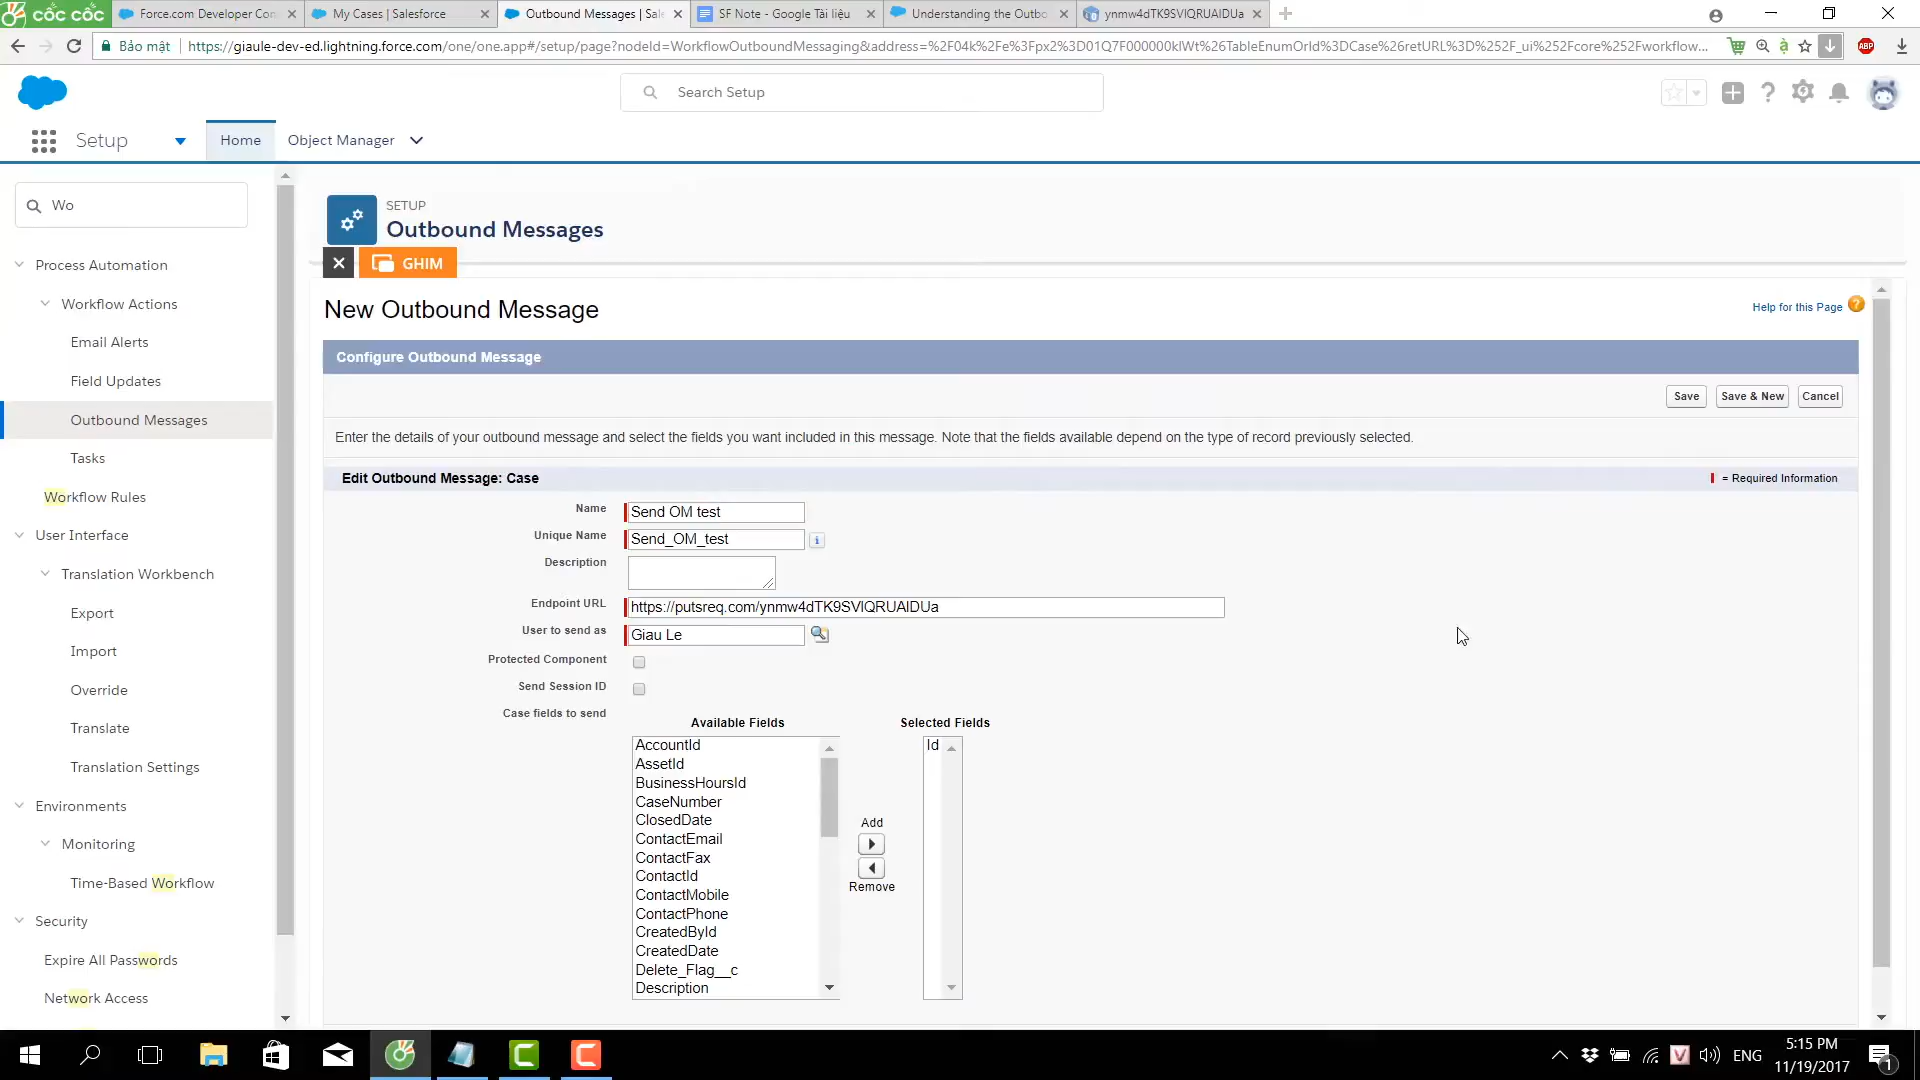 cốc cốc
Force.com Developer Con
My Cases | Salesforce
Outbound Messages | Sale
SF Note - Google Tài liệu
Understanding the Outbo
ynmw4dTK9SVlQRUAlDUa
Bảo mật
https://giaule-dev-ed.lightning.force.com/one/one.app#/setup/page?nodeId=WorkflowOutboundMessaging&address=%2F04k%2Fe%3Fpx2%3D01Q7F000000klWt%26TableEnumOrId%3DCase%26retURL%3D%252F_ui%252Fcore%252Fworkflow...
à
ABP
Search Setup
Setup
Home
Object Manager
Wo
SETUP
Outbound Messages
GHIM
Process Automation
Workflow Actions
Email Alerts
Field Updates
Outbound Messages
Tasks
Workflow Rules
User Interface
Translation Workbench
Export
Import
Override
Translate
Translation Settings
Environments
Monitoring
Time-Based Workflow
Security
Expire All Passwords
Network Access
New Outbound Message
Help for this Page
Configure Outbound Message
Save
Save & New
Cancel
Enter the details of your outbound message and select the fields you want included in this message. Note that the fields available depend on the type of record previously selected.
Edit Outbound Message: Case
= Required Information
Name
Send OM test
Unique Name
Send_OM_test
Description
Endpoint URL
https://putsreq.com/ynmw4dTK9SVlQRUAlDUa
User to send as
Giau Le
Protected Component
Send Session ID
Case fields to send
Available Fields
Selected Fields
AccountId
AssetId
BusinessHoursId
CaseNumber
ClosedDate
ContactEmail
ContactFax
ContactId
ContactMobile
ContactPhone
CreatedById
CreatedDate
Delete_Flag__c
Description
Add
Remove
Id
ENG
5:15 PM
11/19/2017
1